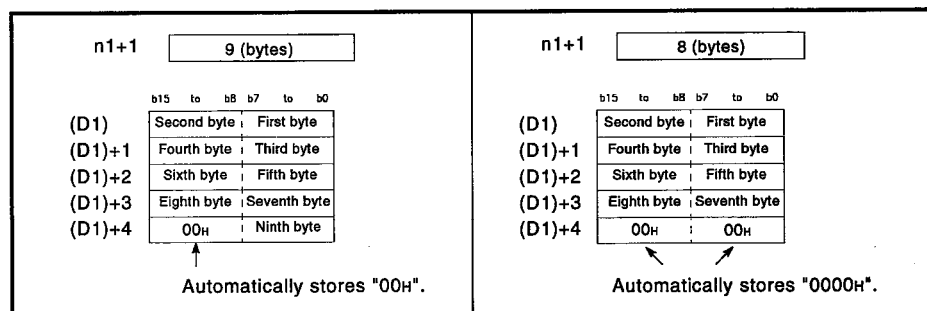 n1+1 9 (bytes)
b15 to b8 b7 to b0
(D1) Second byte First byte
(D1)+1 Fourth byte Third byte
(D1)+2 Sixth byte Fifth byte
(D1)+3 Eighth byte Seventh byte
(D1)+4 00H Ninth byte
Automatically stores "00H".
n1+1 8 (bytes)
b15 to b8 b7 to b0
(D1) Second byte First byte
(D1)+1 Fourth byte Third byte
(D1)+2 Sixth byte Fifth byte
(D1)+3 Eighth byte Seventh byte
(D1)+4 00H 00H
Automatically stores "0000H".